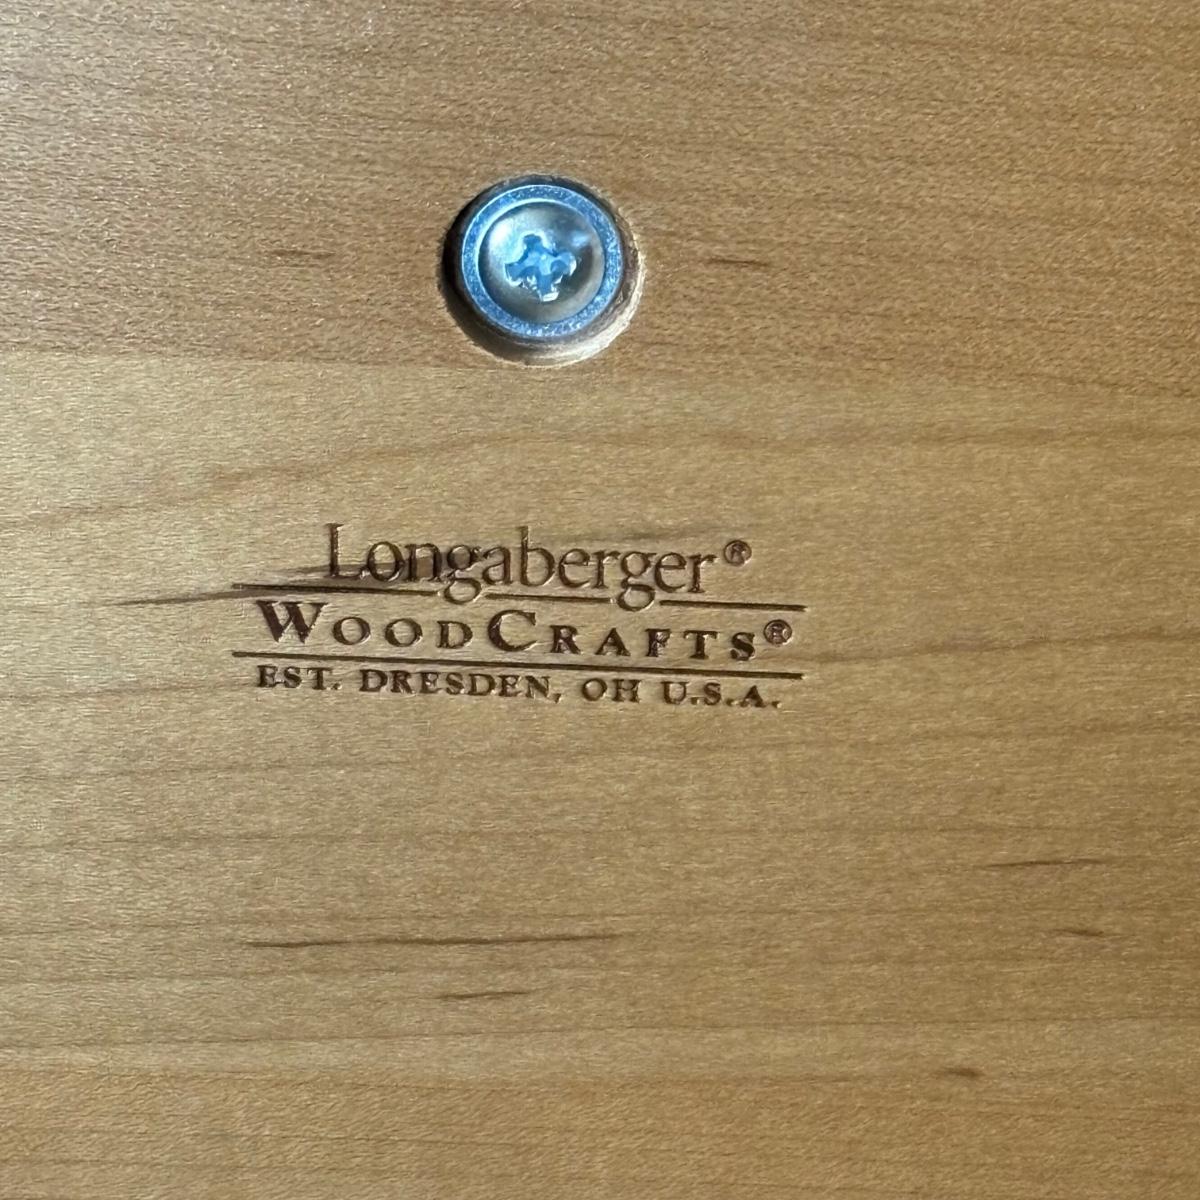 Longaberger®
WOODCRAFTS®
EST. DRESDEN, OH U.S.A.